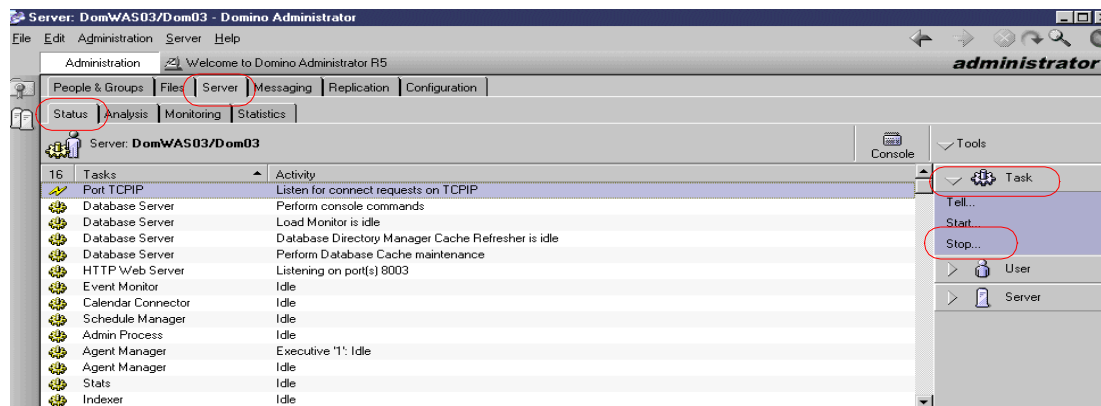 Server: DomWAS03/Dom03 - Domino Administrator
File Edit Administration Server Help
Administration Welcome to Domino Administrator R5 administrator
People & Groups Files Server Messaging Replication Configuration
Status Analysis Monitoring Statistics
Server: DomWAS03/Dom03 Console Tools
16 Tasks Activity
Task
Port TCPIP Listen for connect requests on TCPIP
Tell...
Database Server Perform console commands
Database Server Load Monitor is idle
Start...
Database Server Database Directory Manager Cache Refresher is idle
Stop...
Database Server Perform Database Cache maintenance
HTTP Web Server Listening on port(s) 8003
User
Event Monitor Idle
Calendar Connector Idle
Server
Schedule Manager Idle
Admin Process Idle
Agent Manager Executive '1': Idle
Agent Manager Idle
Stats Idle
Indexer Idle